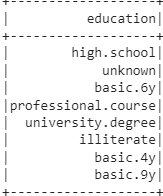 +-------------------+
|          education|
+-------------------+
|        high.school|
|            unknown|
|           basic.6y|
|professional.course|
|  university.degree|
|         illiterate|
|           basic.4y|
|           basic.9y|
+-------------------+